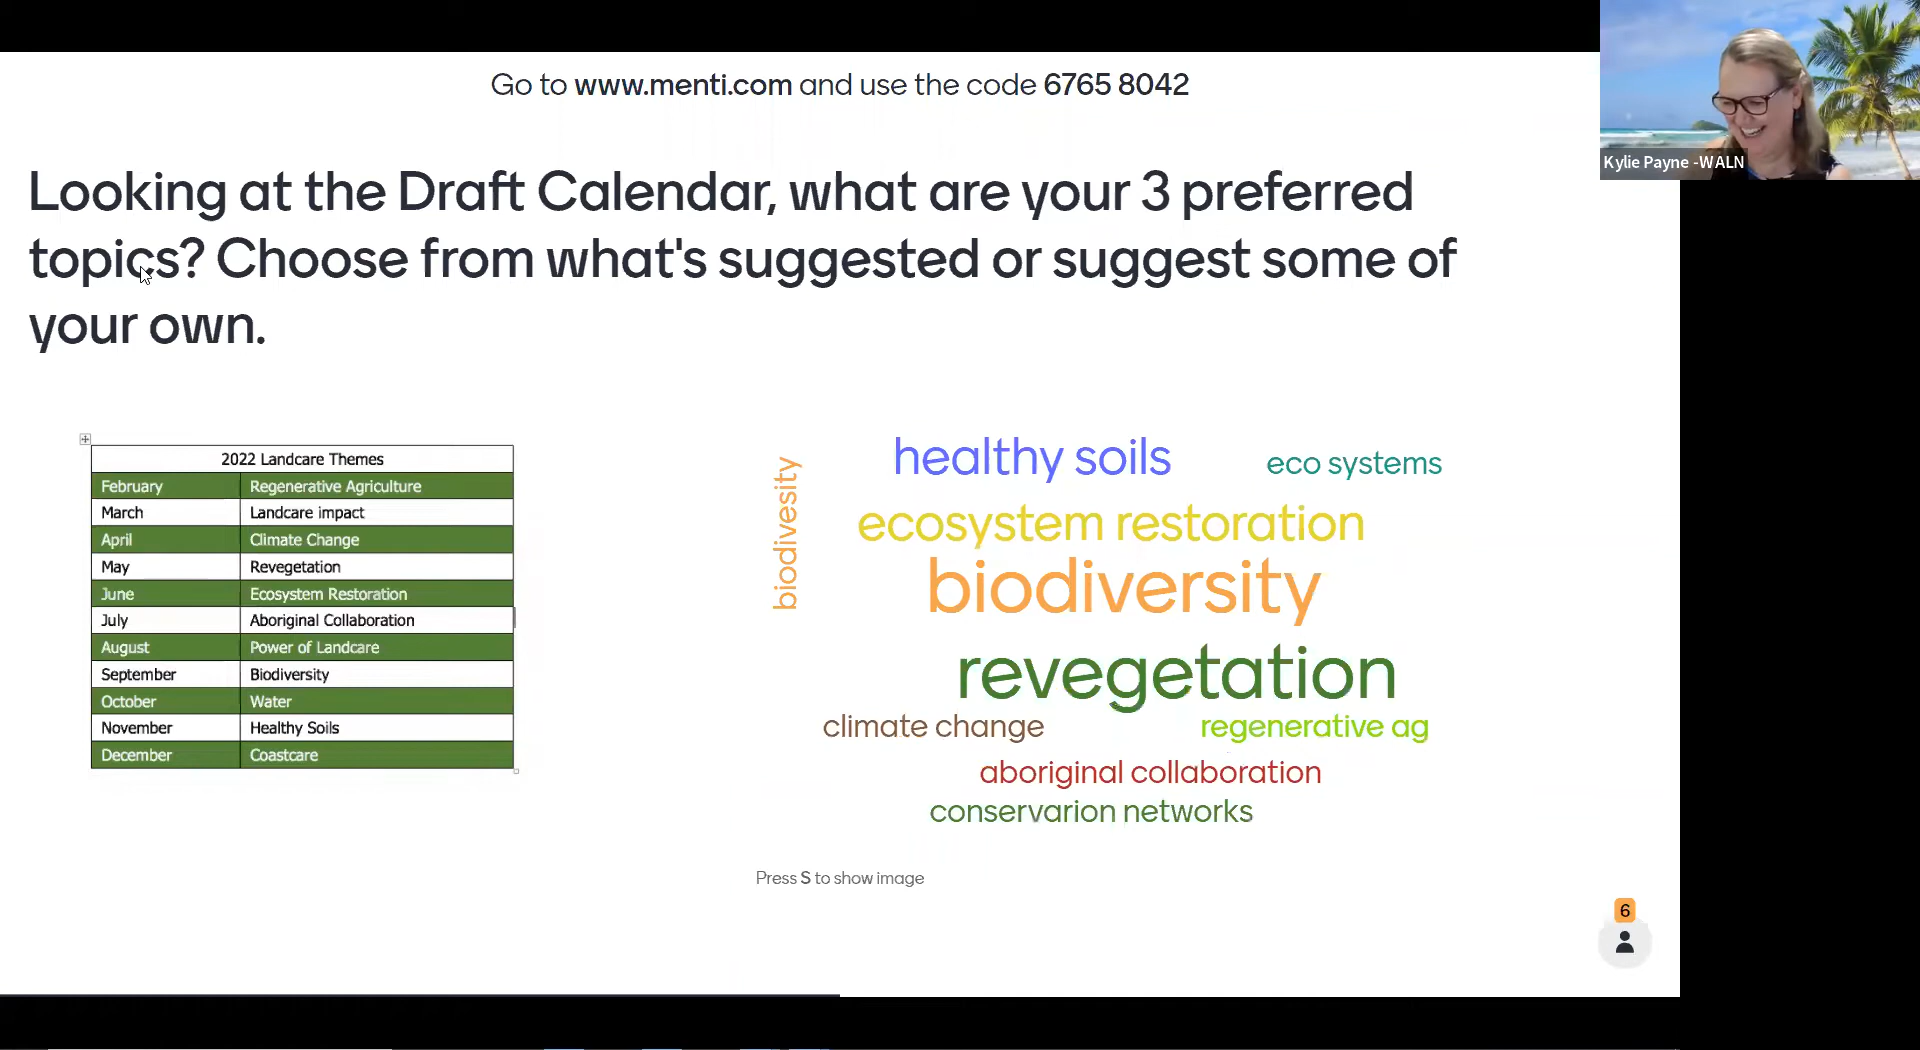 Go to www.menti.com and use the code 6765 8042
Kylie Payne -WALN
Looking at the Draft Calendar, what are your 3 preferred
topics? Choose from what's suggested or suggest some of
your own.
2022 Landcare Themes
February Regenerative Agriculture
March Landcare impact
April Climate Change
May Revegetation
June Ecosystem Restoration
July Aboriginal Collaboration
August Power of Landcare
September Biodiversity
October Water
November Healthy Soils
December Coastcare
biodivesity
healthy soils
eco systems
ecosystem restoration
biodiversity
revegetation
climate change
regenerative ag
aboriginal collaboration
conservarion networks
Press S to show image
6